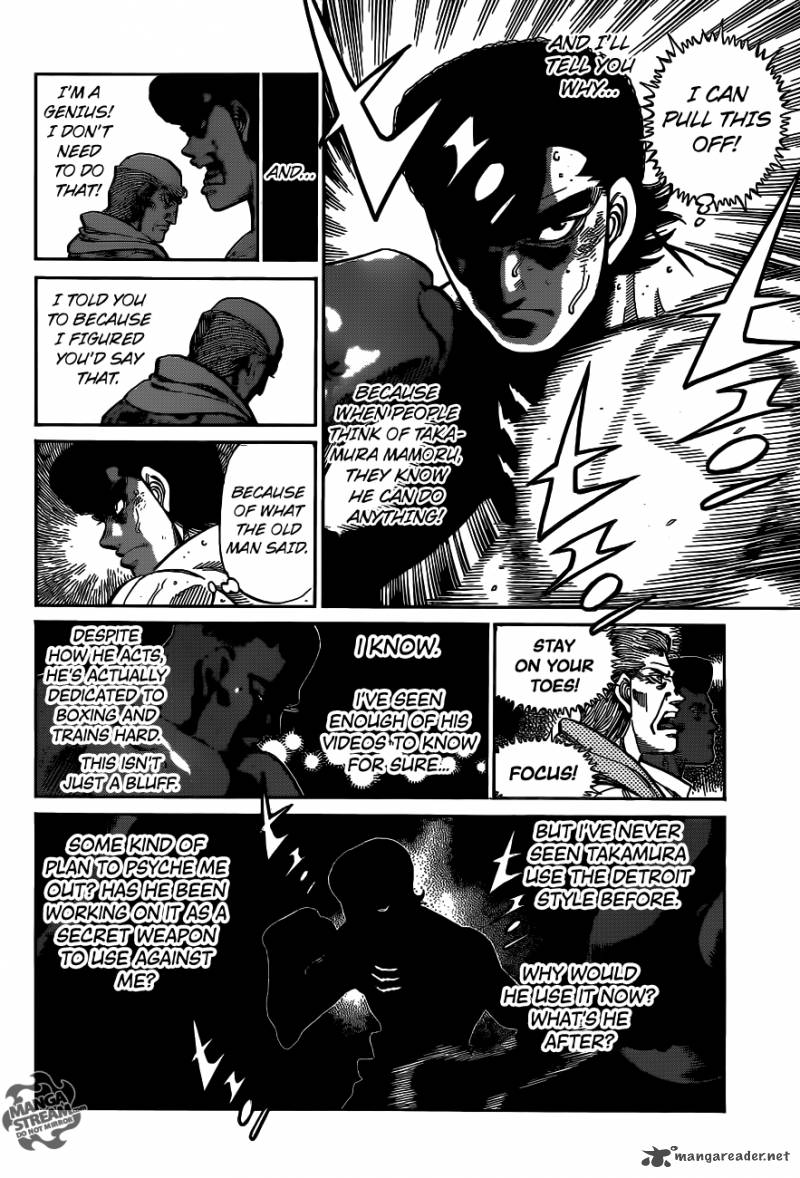 I CAN
PULL THIS
OFF!
AND I'LL
TELL YOU
WHY...
BECAUSE
WHEN PEOPLE
THINK OF TAKA-
MURA MAMORU,
THEY KNOW
HE CAN DO
ANYTHING!
AND...
I'M A
GENIUS!
I DON'T
NEED
TO DO
THAT!
I TOLD YOU
TO BECAUSE
I FIGURED
YOU'D SAY
THAT.
BECAUSE
OF WHAT
THE OLD
MAN SAID.
STAY
ON YOUR
TOES!
FOCUS!
I KNOW.
I'VE SEEN
ENOUGH OF HIS
VIDEOS TO KNOW
FOR SURE...
DESPITE
HOW HE ACTS,
HE'S ACTUALLY
DEDICATED TO
BOXING AND
TRAINS HARD.
THIS ISN'T
JUST A BLUFF.
BUT I'VE NEVER
SEEN TAKAMURA
USE THE DETROIT
STYLE BEFORE.
WHY WOULD
HE USE IT NOW?
WHAT'S HE
AFTER?
SOME KIND OF
PLAN TO PSYCHE ME
OUT? HAS HE BEEN
WORKING ON IT AS A
SECRET WEAPON
TO USE AGAINST
ME?
MANGA
STREAM.com
DO NOT MIRROR
mangareader.net